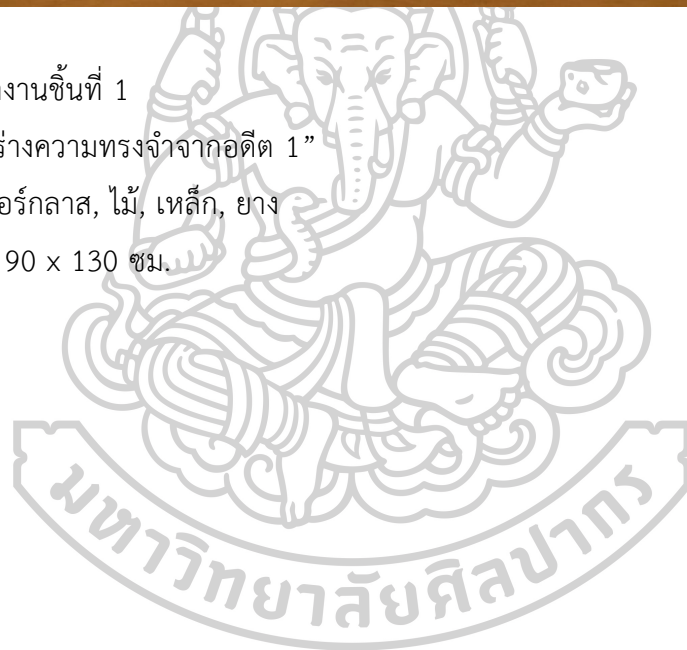 งานชิ้นที่ 1
ร่างความทรงจำจากอดีต 1”
อร์กลาส, ไม้, เหล็ก, ยาง
90 x 130 ซม.
มหาวิทยาลัยศิลปากร